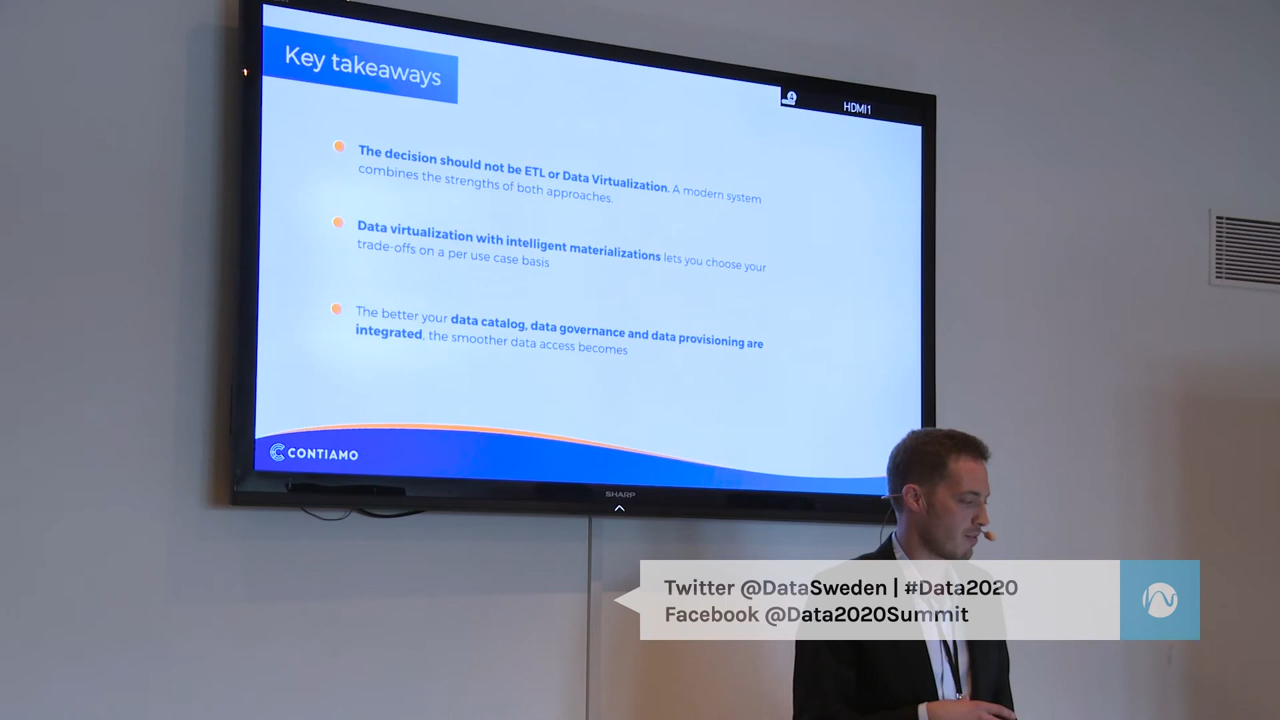 Key takeaways
HDMI1
The decision should not be ETL or Data Virtualization. A modern system
combines the strengths of both approaches.
Data virtualization with intelligent materializations lets you choose your
trade-offs on a per use case basis
The better your data catalog, data governance and data provisioning are
integrated, the smoother data access becomes
CONTIAMO
SHARP
Twitter @DataSweden | #Data2020
Facebook @Data2020Summit